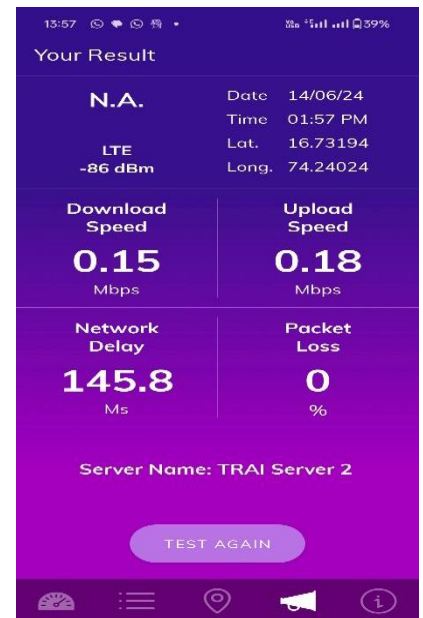 13:57 39%
Your Result
N.A.
LTE
-86 dBm
Date 14/06/24
Time 01:57 PM
Lat. 16.73194
Long. 74.24024
Download
Speed
0.15
Mbps
Upload
Speed
0.18
Mbps
Network
Delay
145.8
Ms
Packet
Loss
0
%
Server Name: TRAI Server 2
TEST AGAIN